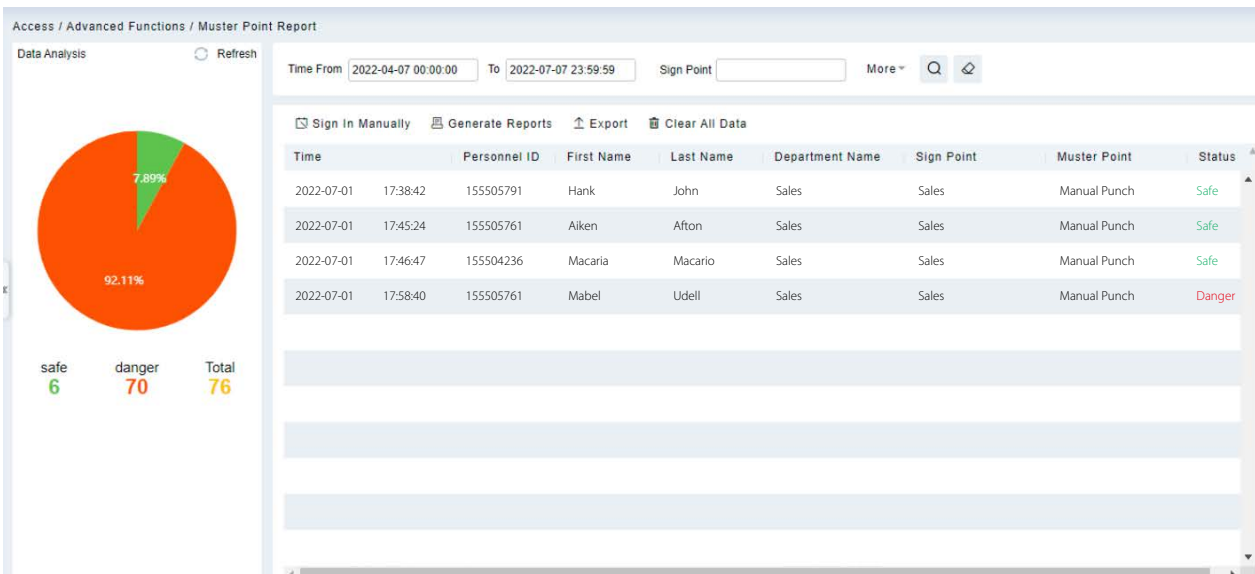 Access / Advanced Functions / Muster Point Report
Data Analysis Refresh
Time From 2022-04-07 00:00:00 To 2022-07-07 23:59:59 Sign Point More
Sign In Manually Generate Reports Export Clear All Data
Time Personnel ID First Name Last Name Department Name Sign Point Muster Point Status
2022-07-01 17:38:42 155505791 Hank John Sales Sales Manual Punch Safe
2022-07-01 17:45:24 155505761 Aiken Afton Sales Sales Manual Punch Safe
2022-07-01 17:46:47 155504236 Macaria Macario Sales Sales Manual Punch Safe
2022-07-01 17:58:40 155505761 Mabel Udell Sales Sales Manual Punch Danger
7.89%
92.11%
safe danger Total
6 70 76